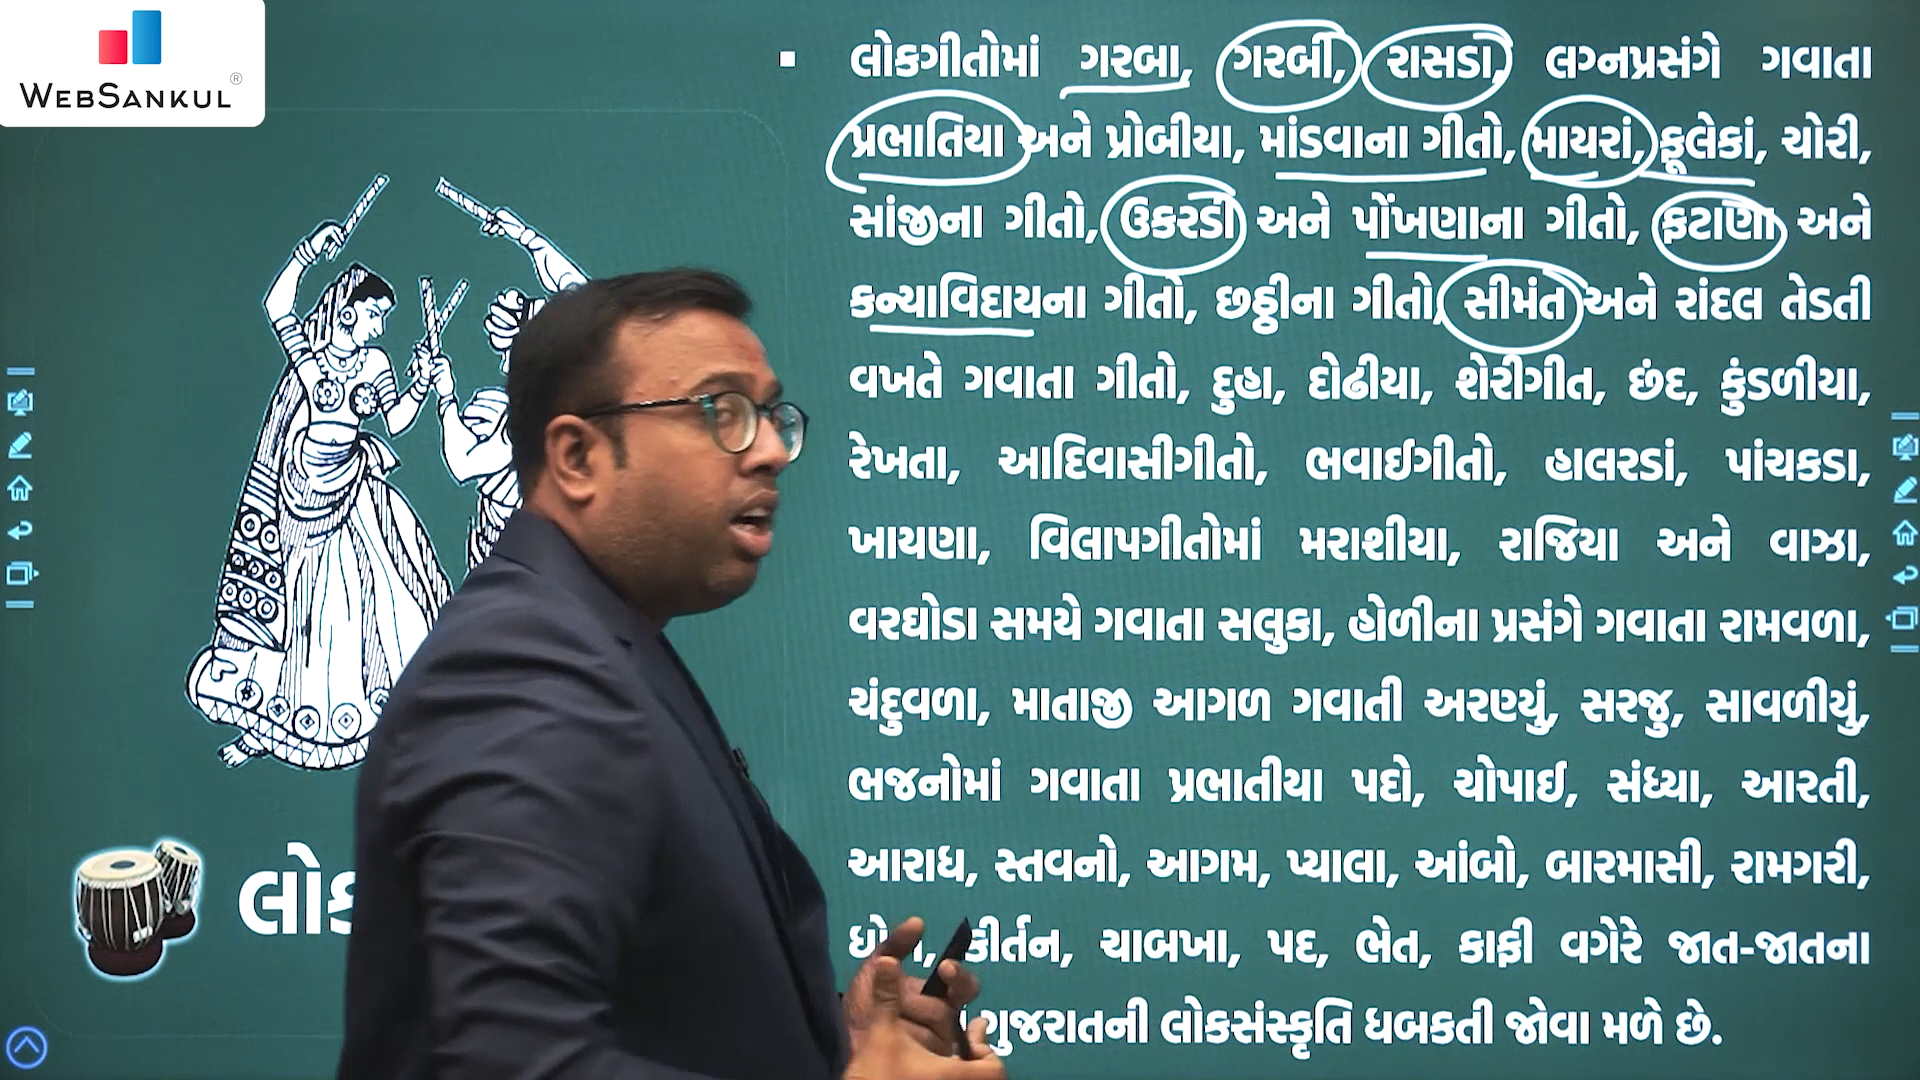 WEBSANKUL®
લોકગીતોમાં ગરબા, ગરબી, રાસડા, લગ્નપ્રસંગે ગવાતા
પ્રભાતિયા અને પ્રોબીયા, માંડવાના ગીતો, માયરાં, ફૂલેકાં, ચોરી,
સાંજીના ગીતો, ઉકરડી અને પોંખણાના ગીતો, ફટાણા અને
કન્યાવિદાયના ગીતો, છઠ્ઠીના ગીતો, સીમંત અને રાંદલ તેડતી
વખતે ગવાતા ગીતો, દુહા, દોઢીયા, શેરીગીત, છંદ, કુંડળીયા,
રેખતા, આદિવાસીગીતો, ભવાઈગીતો, હાલરડાં, પાંચકડા,
ખાયણા, વિલાપગીતોમાં મરાશીયા, રાજિયા અને વાઝા,
વરઘોડા સમયે ગવાતા સલુકા, હોળીના પ્રસંગે ગવાતા રામવળા,
ચંદુવળા, માતાજી આગળ ગવાતી અરણ્યું, સરજુ, સાવળીયું,
ભજનોમાં ગવાતા પ્રભાતીયા પદો, ચોપાઈ, સંધ્યા, આરતી,
આરાધ, સ્તવનો, આગમ, પ્યાલા, આંબો, બારમાસી, રામગરી,
કીર્તન, ચાબખા, પદ, ભેત, કાફી વગેરે જાત-જાતના
ગુજરાતની લોકસંસ્કૃતિ ધબકતી જોવા મળે છે.